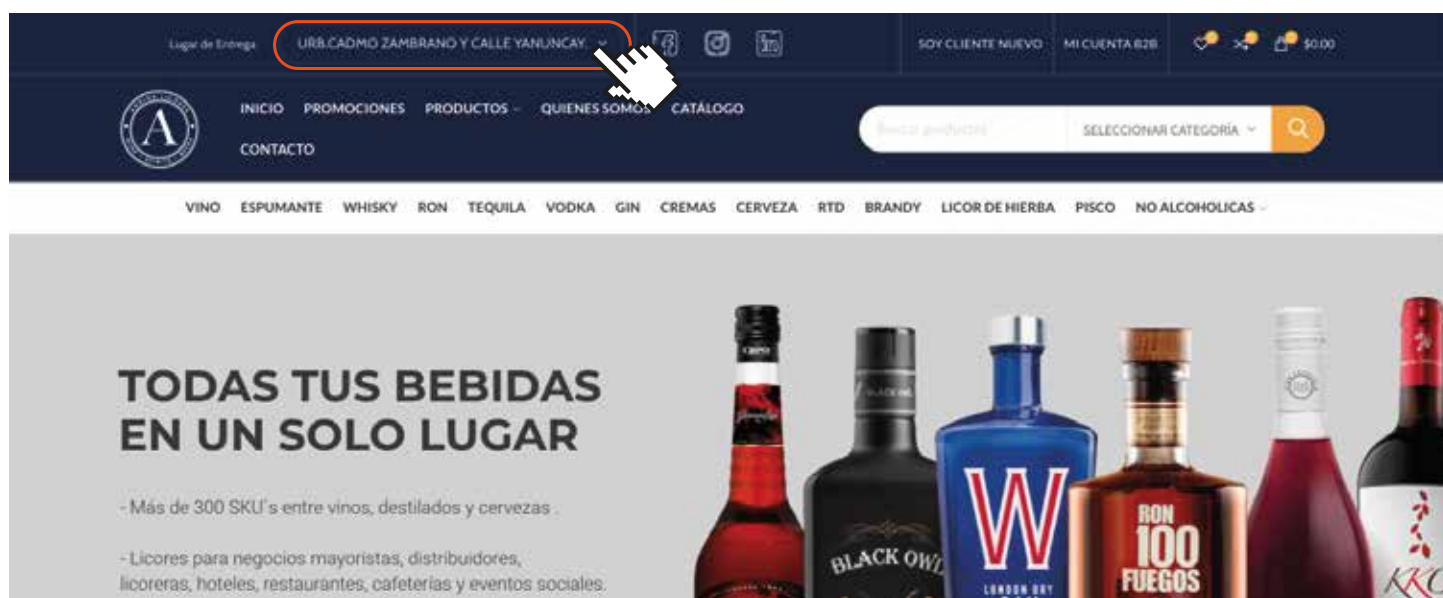 Lugar de Entrega URB.CADMO ZAMBRANO Y CALLE YANUNCAY... SOY CLIENTE NUEVO MI CUENTA B2B $0.00
INICIO PROMOCIONES PRODUCTOS QUIENES SOMOS CATÁLOGO
CONTACTO
Buscar productos SELECCIONAR CATEGORÍA
A
VINO ESPUMANTE WHISKY RON TEQUILA VODKA GIN CREMAS CERVEZA RTD BRANDY LICOR DE HIERBA PISCO NO ALCOHOLICAS
TODAS TUS BEBIDAS
EN UN SOLO LUGAR
- Más de 300 SKU´s entre vinos, destilados y cervezas .
- Licores para negocios mayoristas, distribuidores,
licoreras, hoteles, restaurantes, cafeterías y eventos sociales.
BLACK OWL
W
LONDON DRY
RON
100
FUEGOS
KKO